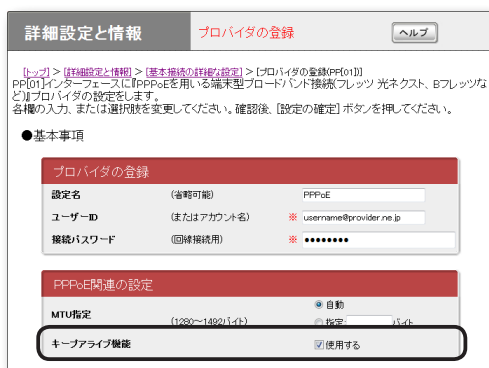 詳細設定と情報 プロバイダの登録 ヘルプ
[トップ] > [詳細設定と情報] > [基本接続の詳細な設定] > [プロバイダの登録(PP[01])]
PP[01]インターフェースに『PPPoEを用いる端末型ブロードバンド接続(フレッツ 光ネクスト、Bフレッツな
ど)』プロバイダの設定をします。
各欄の入力、または選択肢を変更してください。確認後、[設定の確定] ボタンを押してください。
●基本事項
プロバイダの登録
設定名 (省略可能) PPPoE
ユーザーID (またはアカウント名) ※ username@provider.ne.jp
接続パスワード (回線接続用) ※ ●●●●●●●●
PPPoE関連の設定
自動
MTU指定 (1280～1492バイト) 指定: バイト
キープアライブ機能 使用する